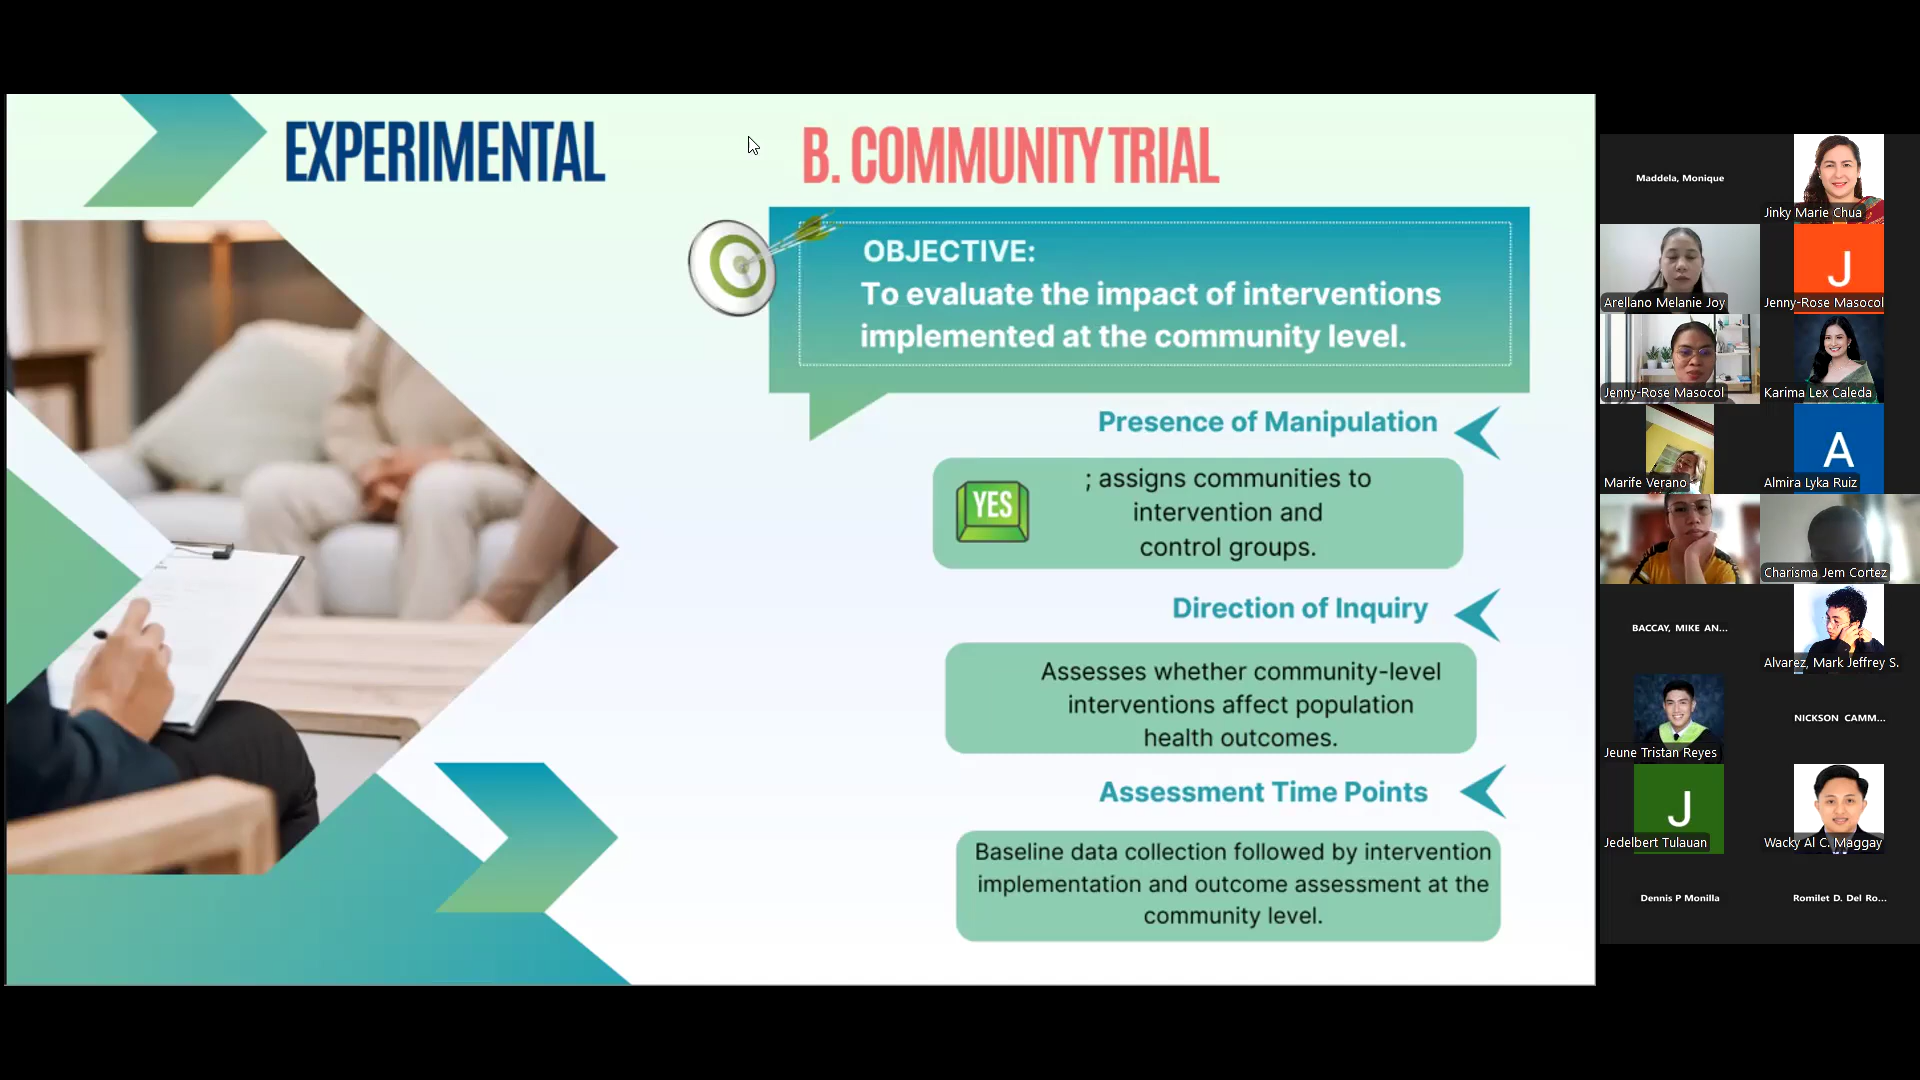 EXPERIMENTAL
B. COMMUNITY TRIAL
OBJECTIVE:
To evaluate the impact of interventions
implemented at the community level.
Presence of Manipulation
YES
; assigns communities to
intervention and
control groups.
Direction of Inquiry
Assesses whether community-level
interventions affect population
health outcomes.
Assessment Time Points
Baseline data collection followed by intervention
implementation and outcome assessment at the
community level.
Maddela, Monique
Jinky Marie Chua
Arellano Melanie Joy
J
Jenny-Rose Masocol
Jenny-Rose Masocol
Karima Lex Caleda
Marife Verano
A
Almira Lyka Ruiz
Charisma Jem Cortez
BACCAY, MIKE AN...
Alvarez, Mark Jeffrey S.
Jeune Tristan Reyes
NICKSON CAMM...
J
Jedelbert Tulauan
Wacky Al C. Maggay
Dennis P Monilla
Romilet D. Del Ro...